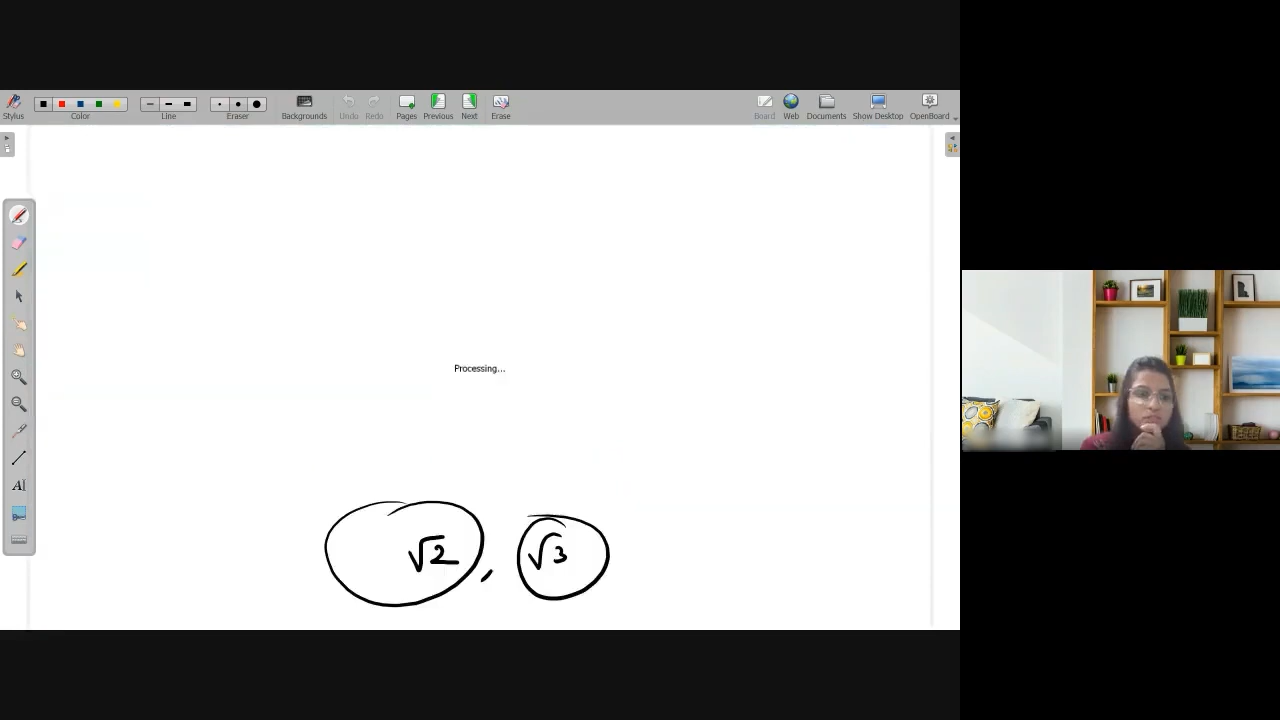 Stylus Color Line Eraser Backgrounds Undo Redo Pages Previous Next Erase Board Web Documents Show Desktop OpenBoard
Processing...
√2 , √3